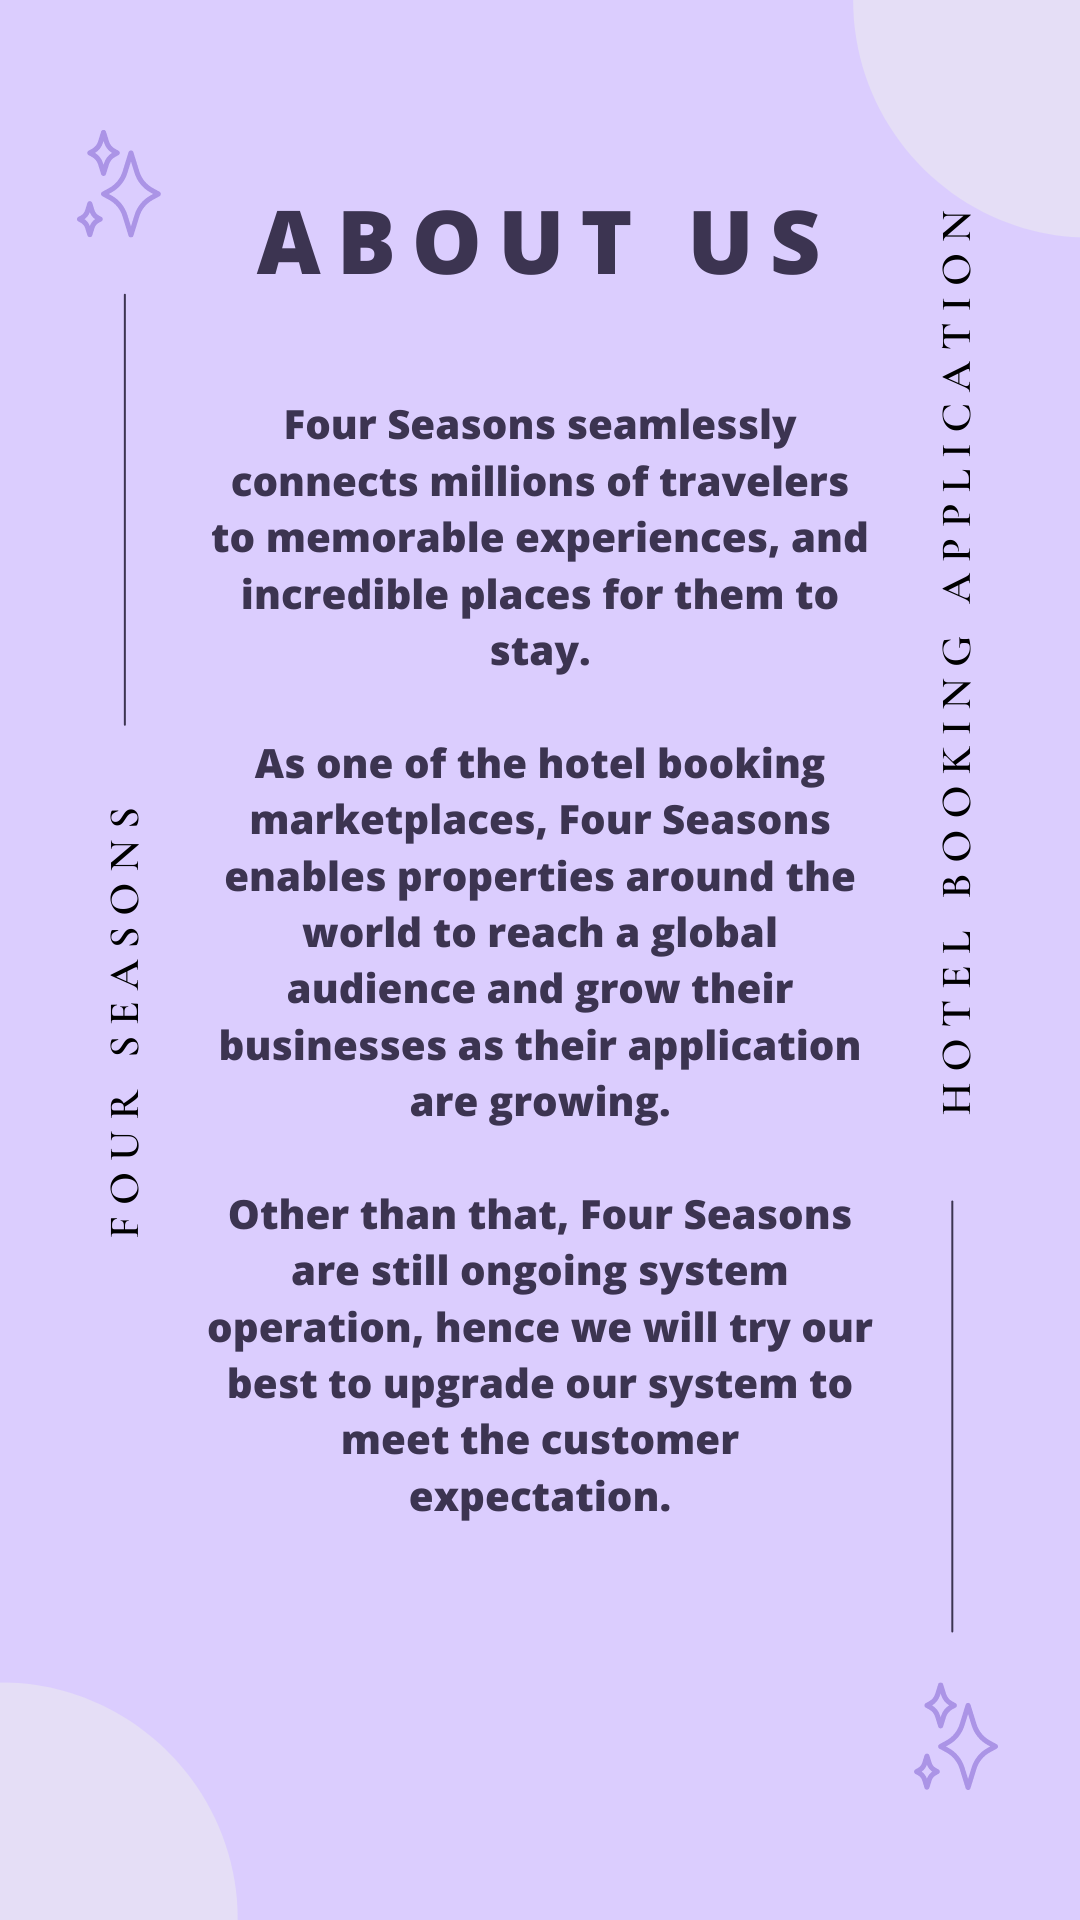 ABOUT US
Four Seasons seamlessly
connects millions of travelers
to memorable experiences, and
incredible places for them to
stay.
As one of the hotel booking
marketplaces, Four Seasons
enables properties around the
world to reach a global
audience and grow their
businesses as their application
are growing.
Other than that, Four Seasons
are still ongoing system
operation, hence we will try our
best to upgrade our system to
meet the customer
expectation.
FOUR SEASONS
HOTEL BOOKING APPLICATION